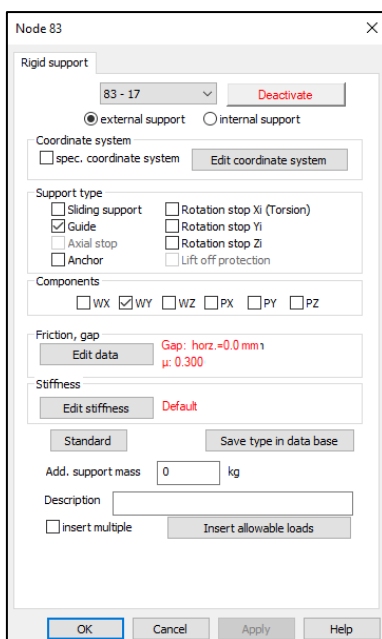 Node 83
Rigid support
83 - 17
Deactivate
external support
internal support
Coordinate system
spec. coordinate system
Edit coordinate system
Support type
Sliding support
Rotation stop Xi (Torsion)
Guide
Rotation stop Yi
Axial stop
Rotation stop Zi
Anchor
Lift off protection
Components
WX WY WZ PX PY PZ
Friction, gap
Edit data
Gap: horz.=0.0 mm
μ: 0.300
Stiffness
Edit stiffness
Default
Standard
Save type in data base
Add. support mass
0
kg
Description
insert multiple
Insert allowable loads
OK
Cancel
Apply
Help